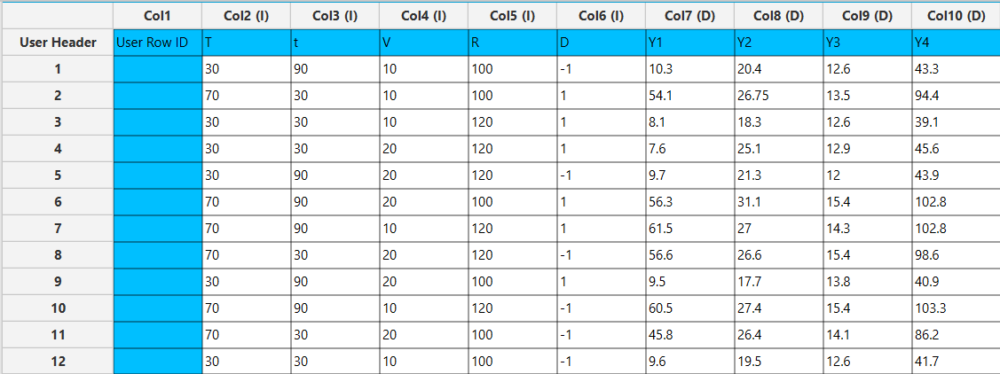 Col1 Col2 (I) Col3 (I) Col4 (I) Col5 (I) Col6 (I) Col7 (D) Col8 (D) Col9 (D) Col10 (D)
User Header User Row ID T t V R D Y1 Y2 Y3 Y4
1 30 90 10 100 -1 10.3 20.4 12.6 43.3
2 70 30 10 100 1 54.1 26.75 13.5 94.4
3 30 30 10 120 1 8.1 18.3 12.6 39.1
4 30 30 20 120 1 7.6 25.1 12.9 45.6
5 30 90 20 120 -1 9.7 21.3 12 43.9
6 70 90 20 100 1 56.3 31.1 15.4 102.8
7 70 90 10 120 1 61.5 27 14.3 102.8
8 70 30 20 120 -1 56.6 26.6 15.4 98.6
9 30 90 20 100 1 9.5 17.7 13.8 40.9
10 70 90 10 120 -1 60.5 27.4 15.4 103.3
11 70 30 20 100 -1 45.8 26.4 14.1 86.2
12 30 30 10 100 -1 9.6 19.5 12.6 41.7